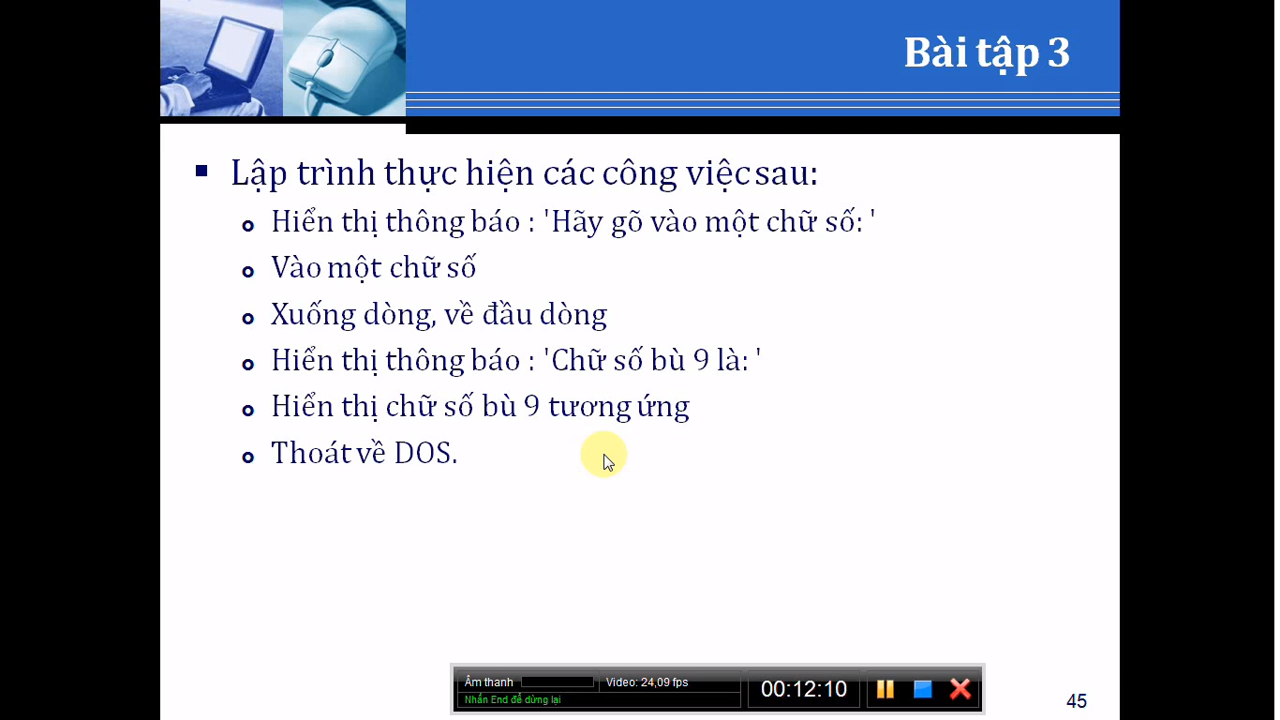 Bài tập 3
Lập trình thực hiện các công việc sau:
Hiển thị thông báo : 'Hãy gõ vào một chữ số: '
Vào một chữ số
Xuống dòng, về đầu dòng
Hiển thị thông báo : 'Chữ số bù 9 là: '
Hiển thị chữ số bù 9 tương ứng
Thoát về DOS.
Âm thanh
Video: 24,09 fps
Nhấn End để dừng lại
00:12:10
45